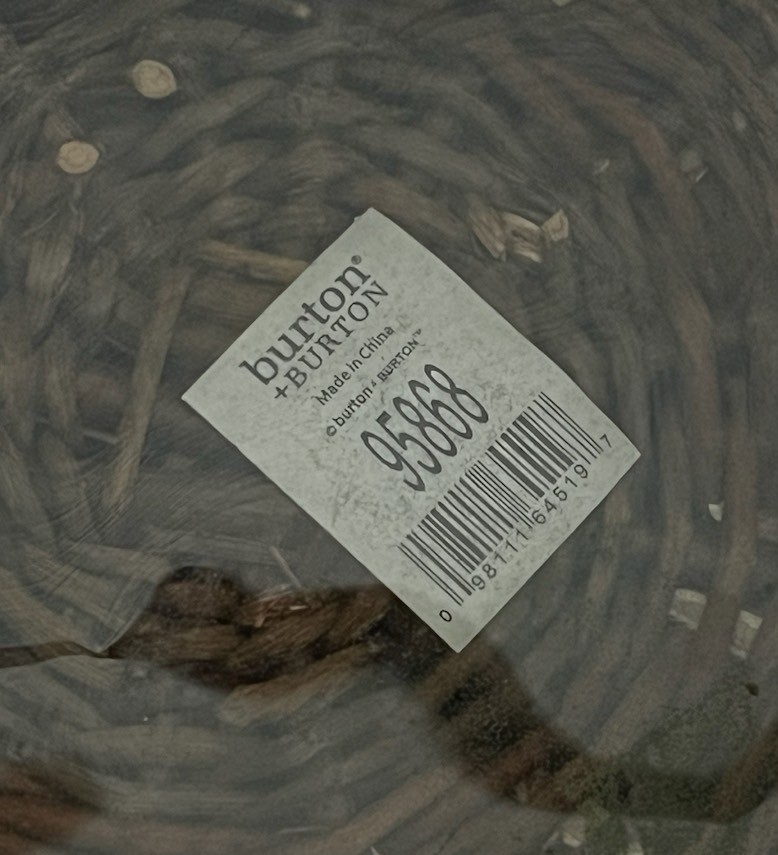 burton®
+BURTON
Made in China
©burton + BURTON™
95868
0 98111 64519 7